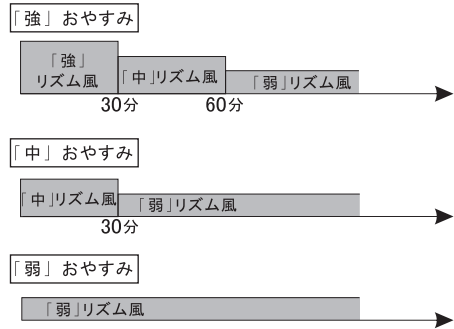 「強」おやすみ
「強」
リズム風
「中」リズム風
「弱」リズム風
30分
60分
「中」おやすみ
「中」リズム風
「弱」リズム風
30分
「弱」おやすみ
「弱」リズム風